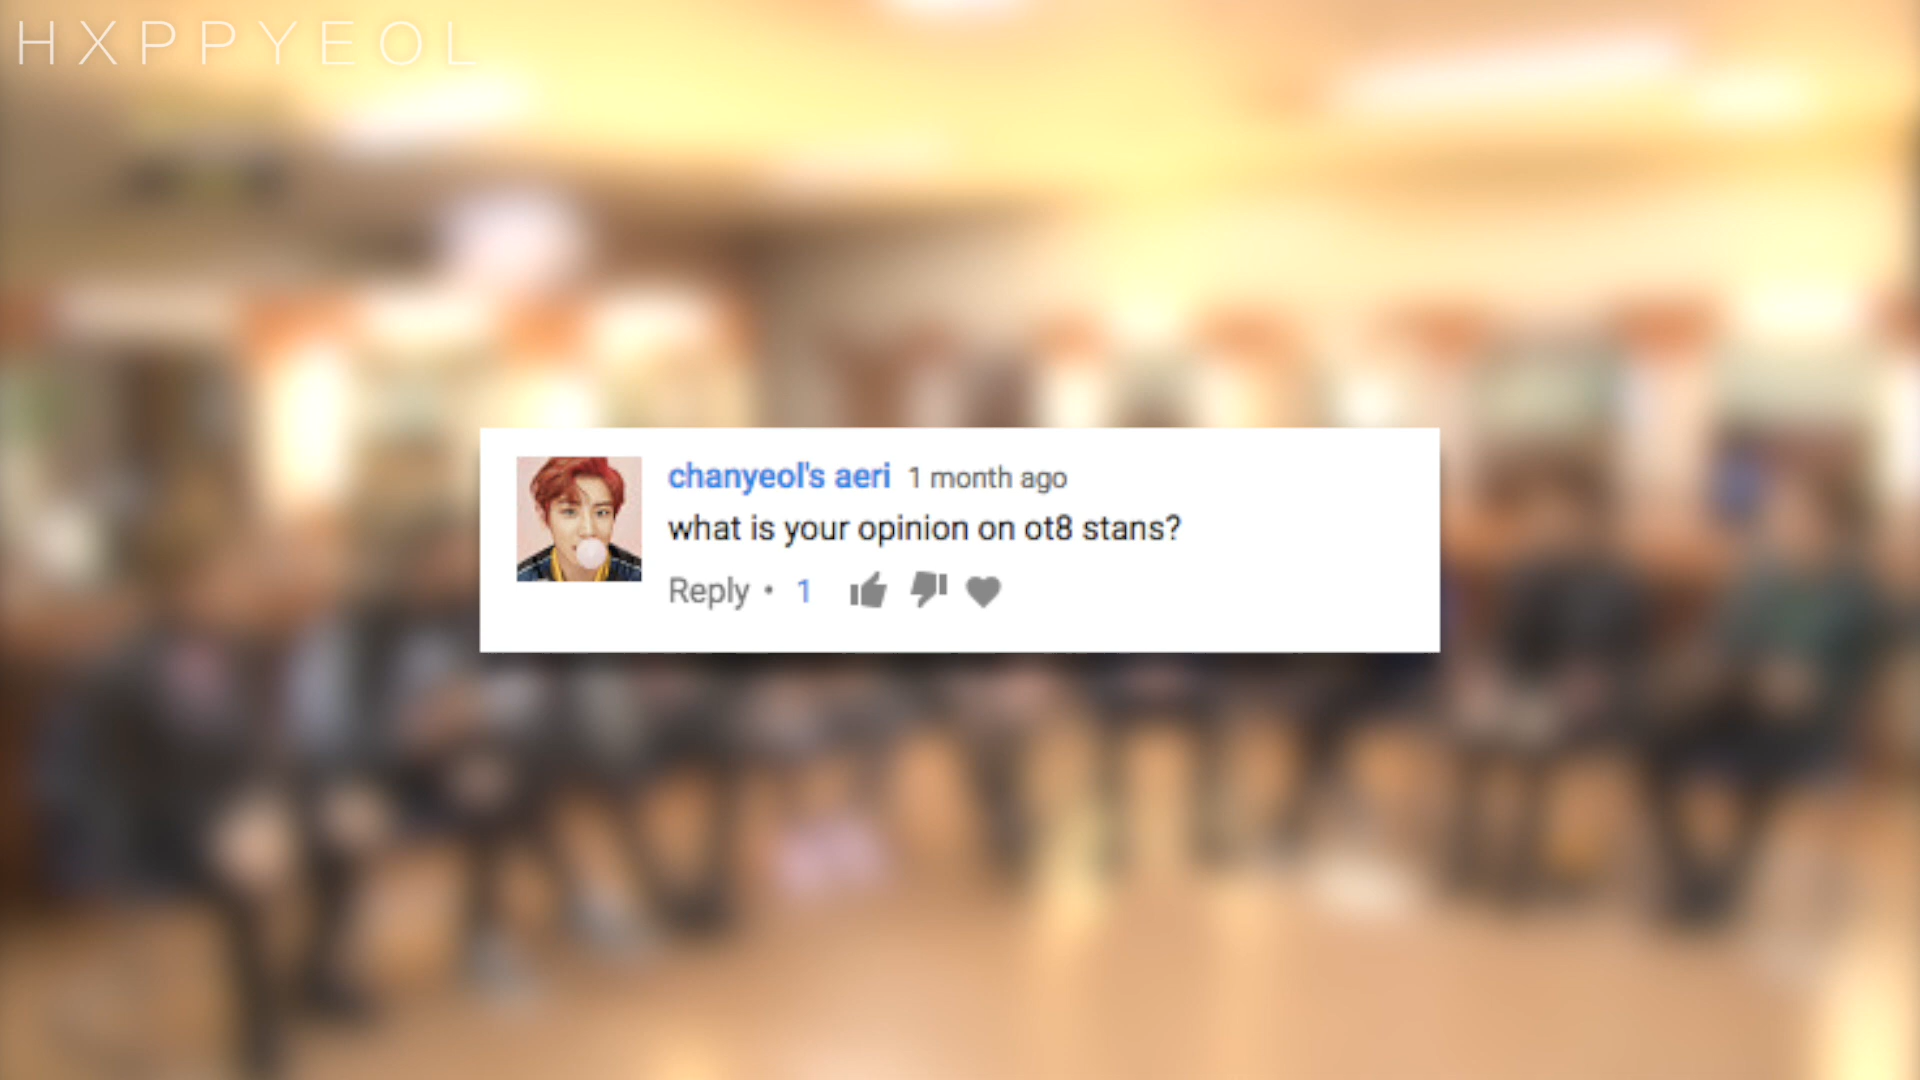 HXPPYEOL
chanyeol's aeri 1 month ago
what is your opinion on ot8 stans?
Reply • 1